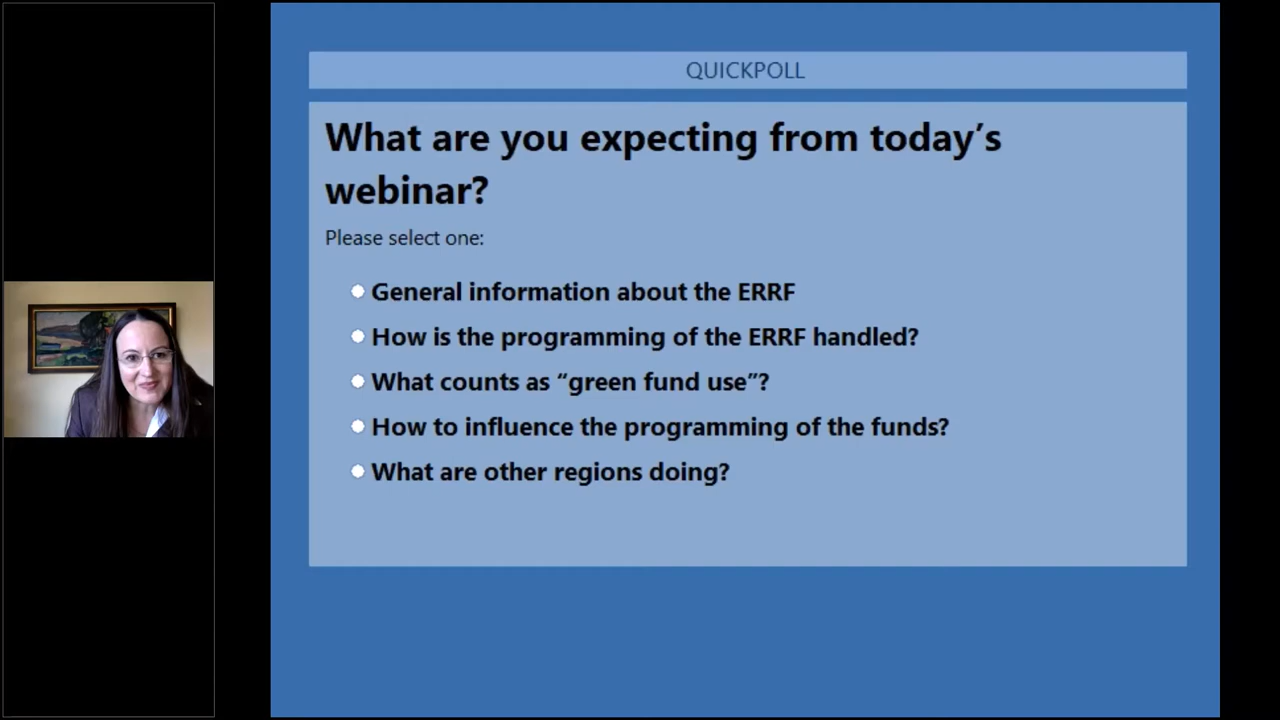 QUICKPOLL
What are you expecting from today’s
webinar?
Please select one:
General information about the ERRF
How is the programming of the ERRF handled?
What counts as “green fund use”?
How to influence the programming of the funds?
What are other regions doing?